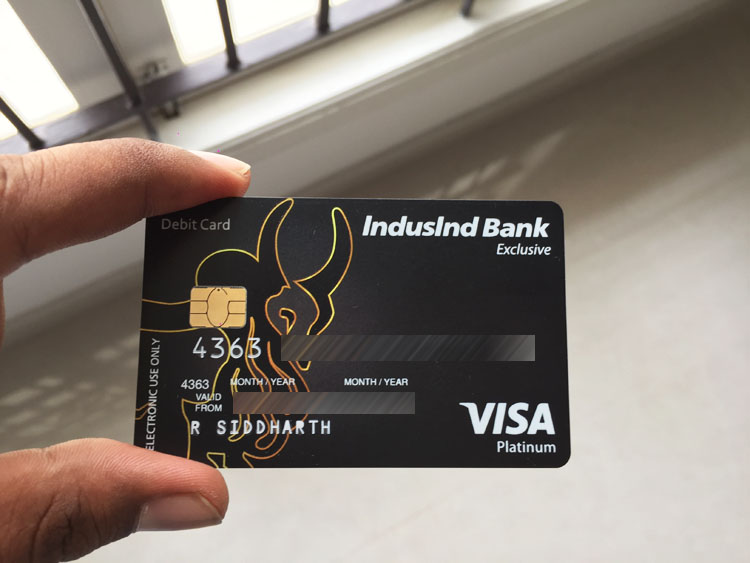 Debit Card
IndusInd Bank
Exclusive
4363
4363
MONTH / YEAR
MONTH / YEAR
VALID
FROM
R SIDDHARTH
ELECTRONIC USE ONLY
VISA
Platinum